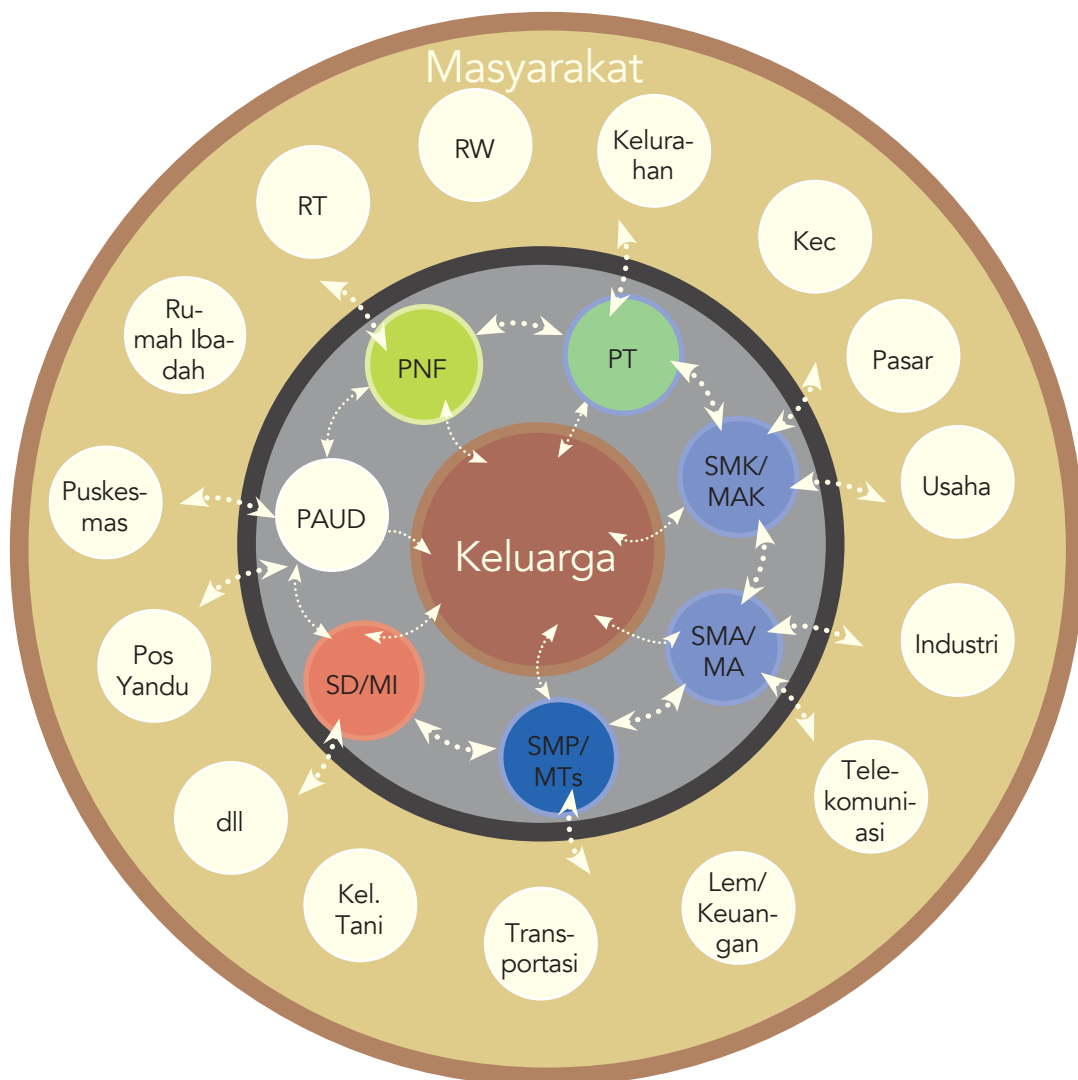 Masyarakat
RW
Kelura-
han
RT
Kec
Ru-
mah Iba-
dah
Pasar
PNF
PT
SMK/
MAK
Usaha
Puskes-
mas
PAUD
Keluarga
SMA/
MA
Industri
Pos
Yandu
SD/MI
SMP/
MTs
Tele-
komuni-
asi
dll
Kel.
Tani
Lem/
Keuan-
gan
Trans-
portasi